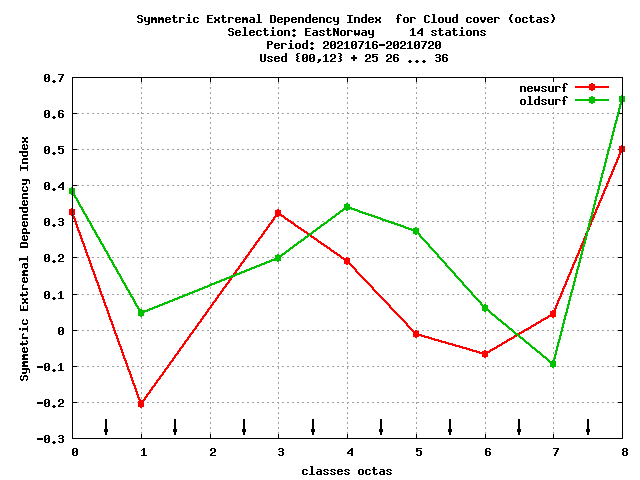 Symmetric Extremal Dependency Index  for Cloud cover (octas)
Selection: EastNorway     14 stations
Period: 20210716-20210720
Used {00,12} + 25 26 ... 36
newsurf
oldsurf
0.7
0.6
0.5
0.4
0.3
0.2
0.1
0
-0.1
-0.2
-0.3
Symmetric Extremal Dependency Index
0 1 2 3 4 5 6 7 8
classes octas